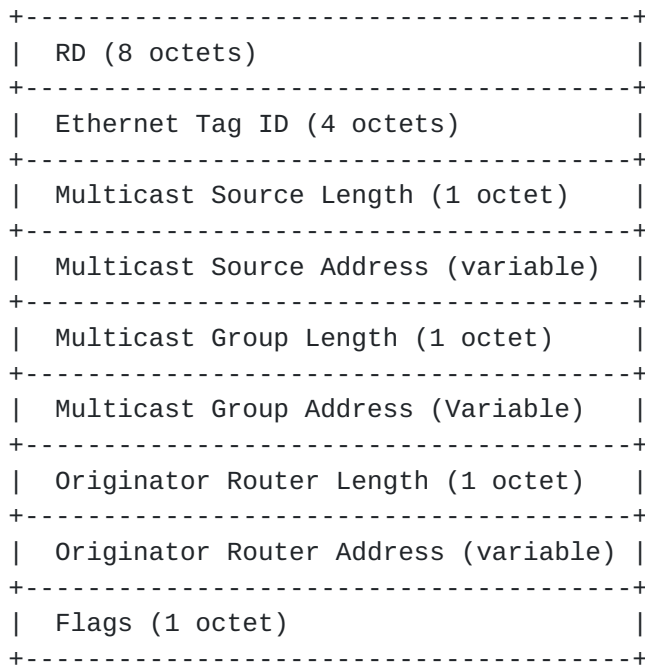 +---------------------------------------+
|  RD (8 octets)                        |
+---------------------------------------+
|  Ethernet Tag ID (4 octets)           |
+---------------------------------------+
|  Multicast Source Length (1 octet)    |
+---------------------------------------+
|  Multicast Source Address (variable)  |
+---------------------------------------+
|  Multicast Group Length (1 octet)     |
+---------------------------------------+
|  Multicast Group Address (Variable)   |
+---------------------------------------+
|  Originator Router Length (1 octet)   |
+---------------------------------------+
|  Originator Router Address (variable) |
+---------------------------------------+
|  Flags (1 octet)                      |
+---------------------------------------+